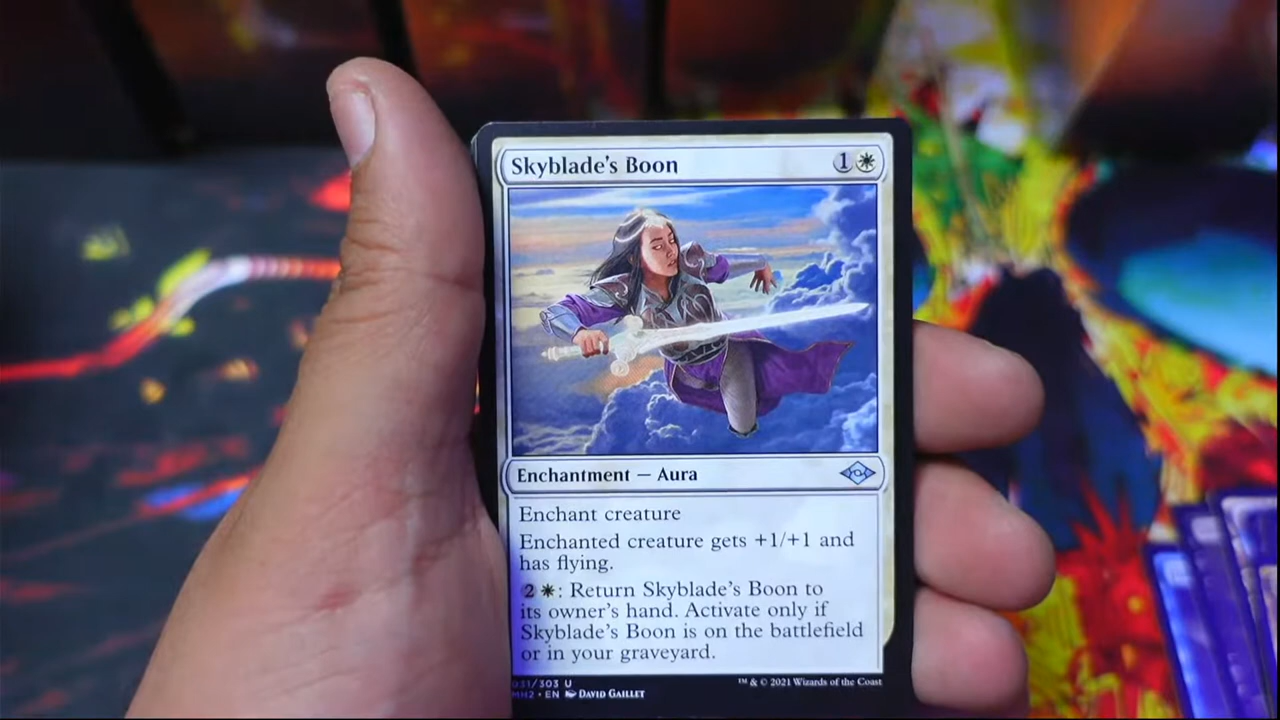 Skyblade's Boon 1
Enchantment — Aura
Enchant creature
Enchanted creature gets +1/+1 and
has flying.
2 : Return Skyblade's Boon to
its owner's hand. Activate only if
Skyblade's Boon is on the battlefield
or in your graveyard.
031/303 U
MH2 • EN DAVID GAILLET
™ & © 2021 Wizards of the Coast